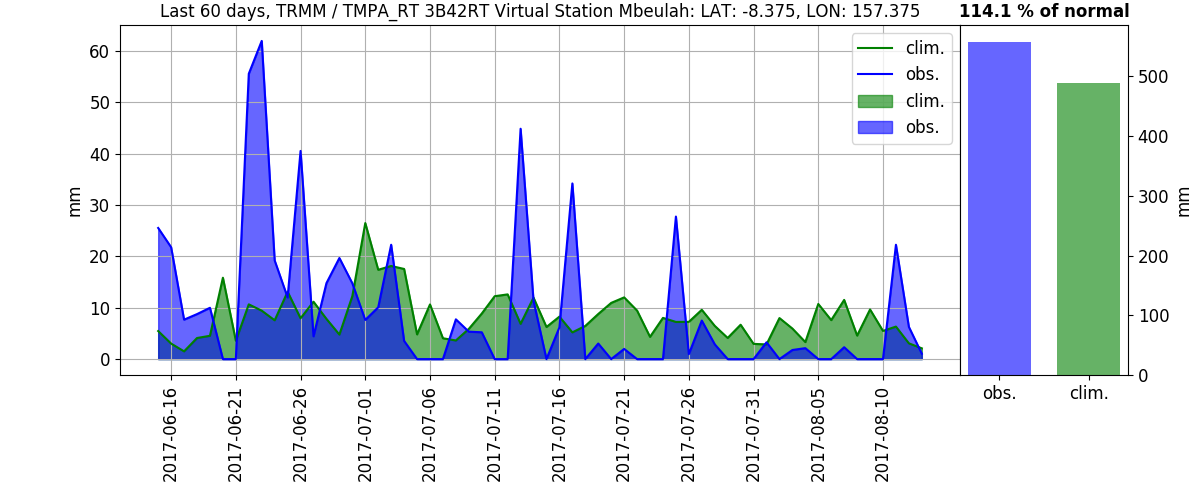 Last 60 days, TRMM / TMPA_RT 3B42RT Virtual Station Mbeulah: LAT: -8.375, LON: 157.375
114.1 % of normal
mm
60
50
40
30
20
10
0
clim.
obs.
clim.
obs.
500
400
300
200
100
0
mm
2017-06-16
2017-06-21
2017-06-26
2017-07-01
2017-07-06
2017-07-11
2017-07-16
2017-07-21
2017-07-26
2017-07-31
2017-08-05
2017-08-10
obs.
clim.